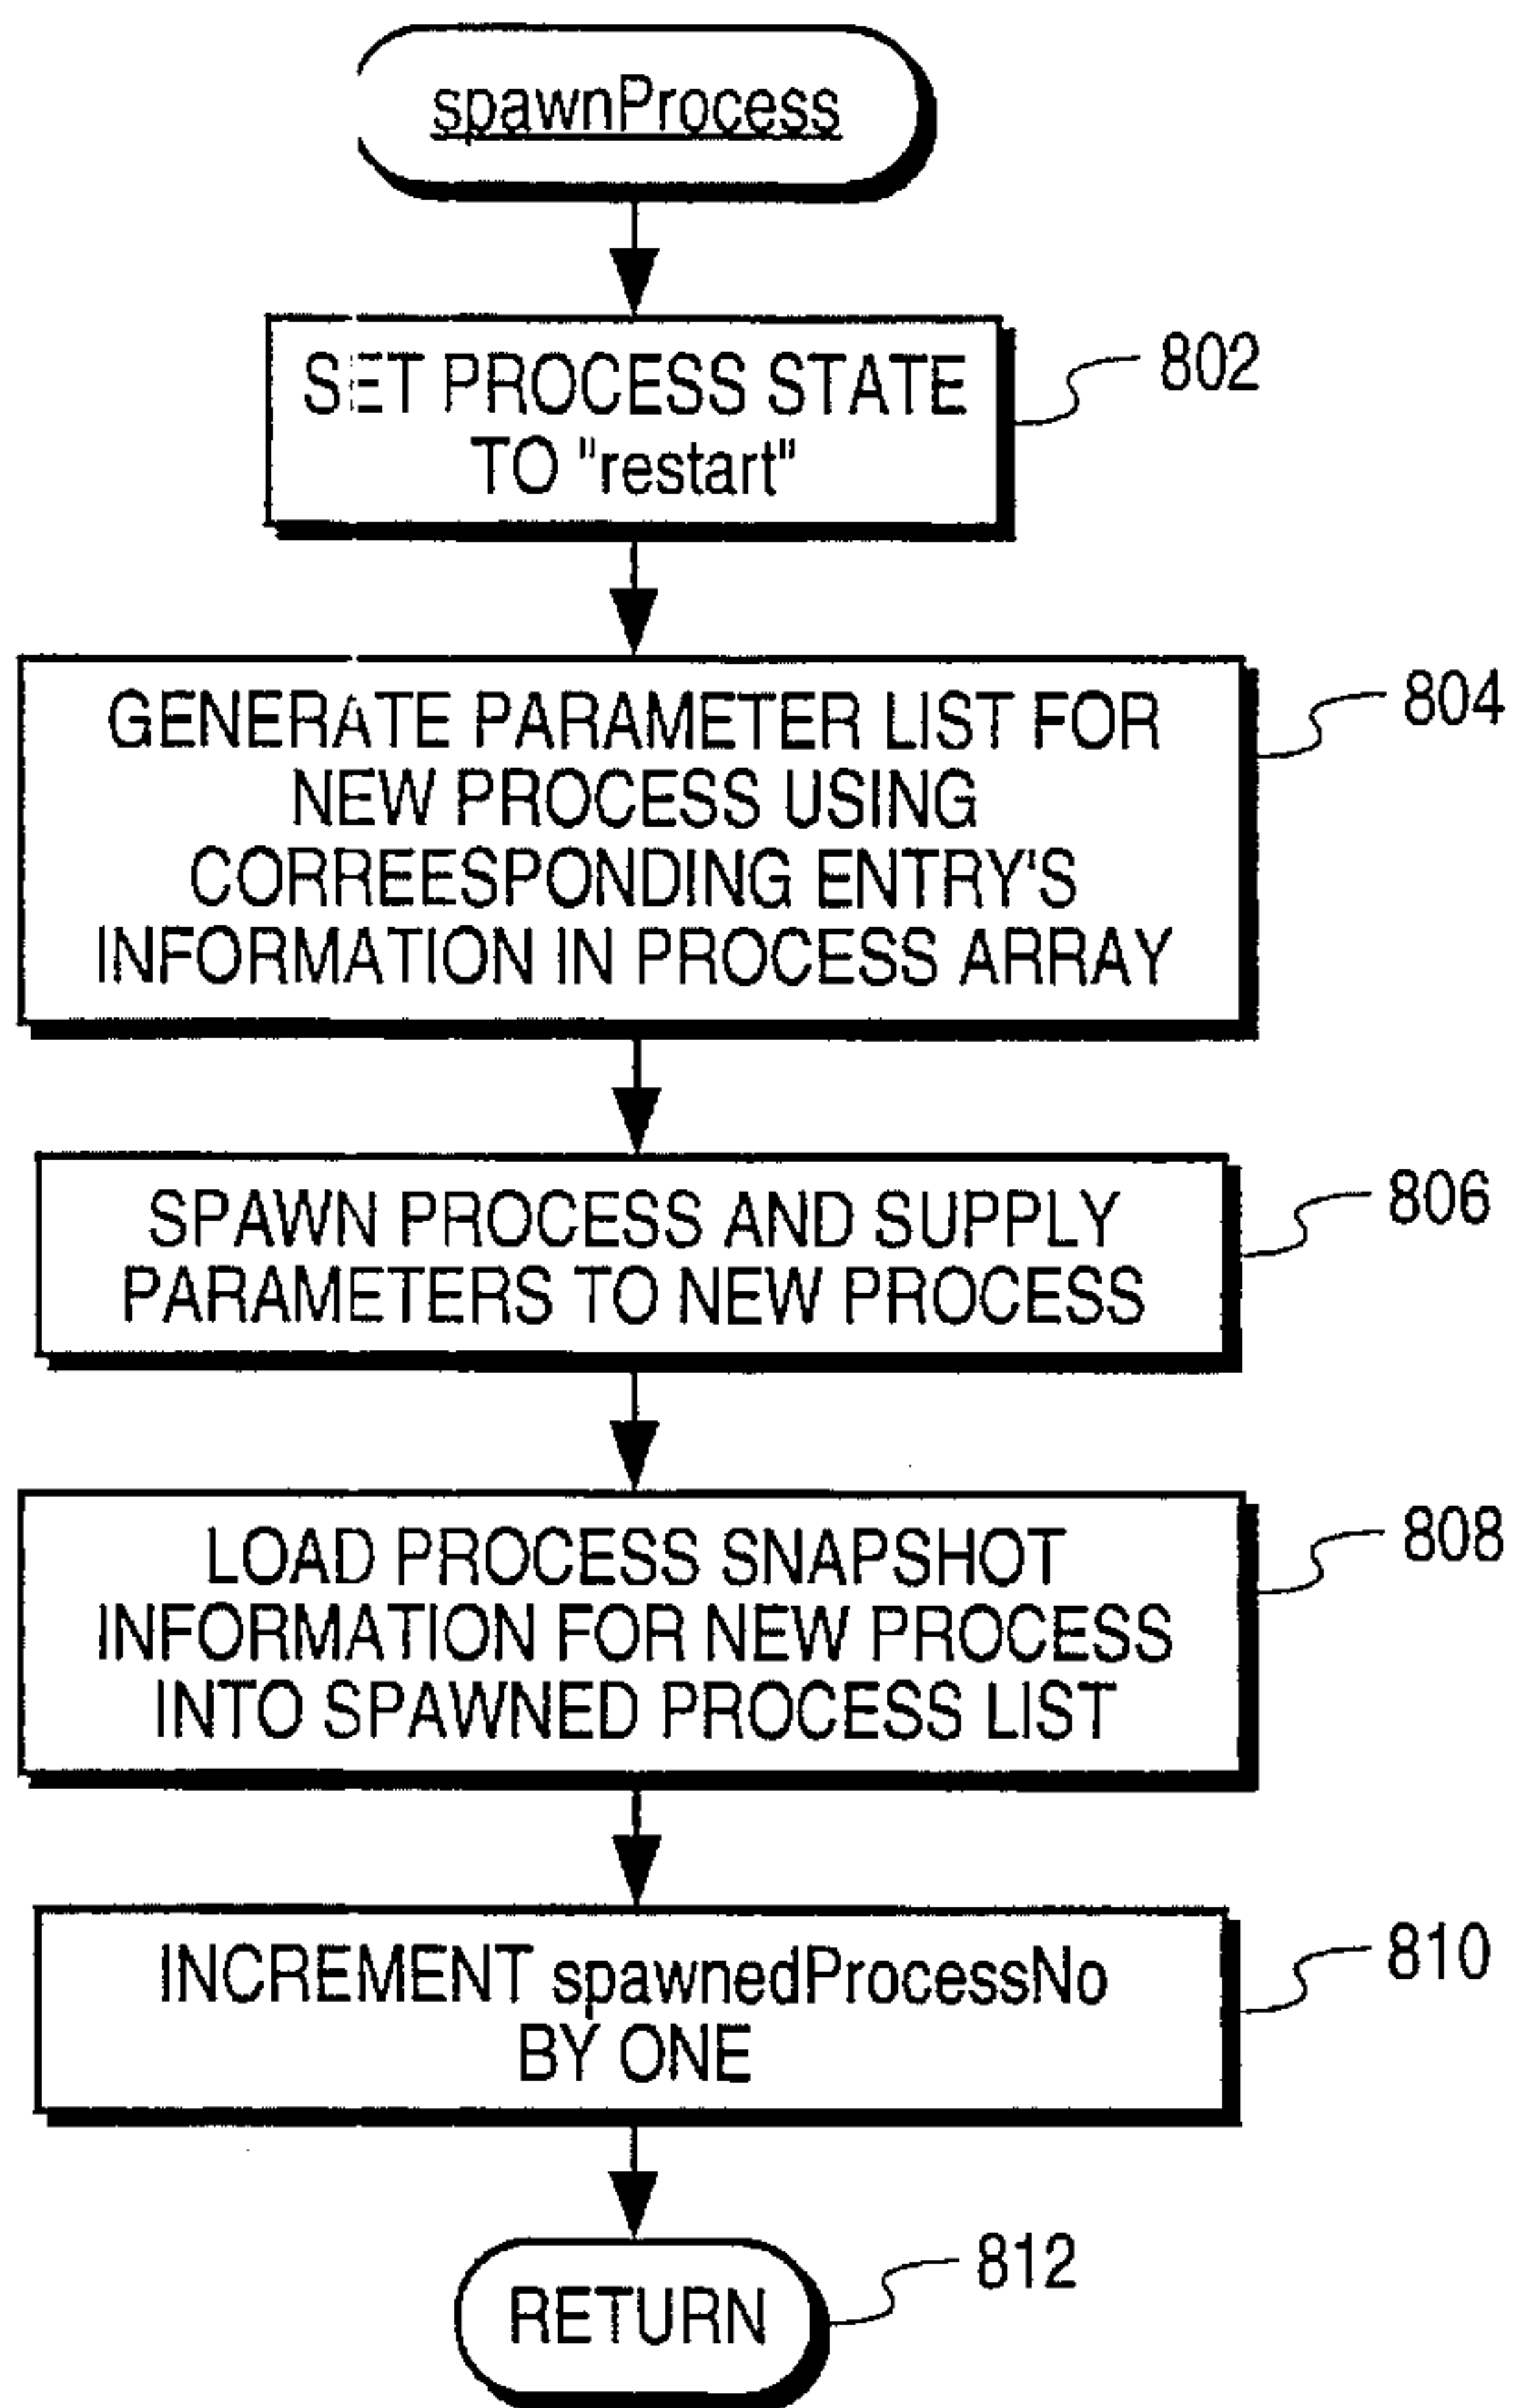 spawnProcess
SET PROCESS STATE
TO "restart"
802
GENERATE PARAMETER LIST FOR
NEW PROCESS USING
CORREESPONDING ENTRY'S
INFORMATION IN PROCESS ARRAY
804
SPAWN PROCESS AND SUPPLY
PARAMETERS TO NEW PROCESS
806
LOAD PROCESS SNAPSHOT
INFORMATION FOR NEW PROCESS
INTO SPAWNED PROCESS LIST
808
INCREMENT spawnedProcessNo
BY ONE
810
RETURN
812